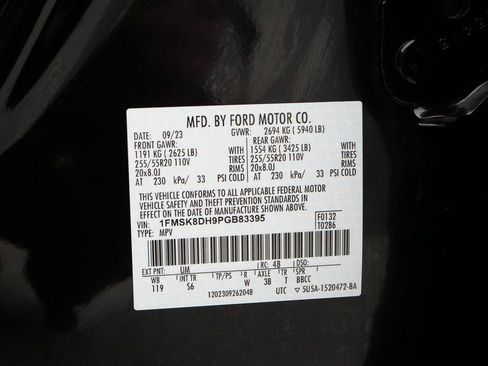 MFD. BY FORD MOTOR CO.
DATE: 09/23 GVWR: 2694 KG ( 5940 LB)
FRONT GAWR: REAR GAWR:
1191 KG ( 2625 LB) WITH 1554 KG ( 3425 LB) WITH
255/55R20 110V TIRES 255/55R20 110V TIRES
20x8.0J RIMS 20x8.0J RIMS
AT 230 kPa/ 33 PSI COLD AT 230 kPa/ 33 PSI COLD
THIS VEHICLE CONFORMS TO ALL APPLICABLE FEDERAL MOTOR
VEHICLE SAFETY AND THEFT PREVENTION STANDARDS IN
EFFECT ON THE DATE OF MANUFACTURE SHOWN ABOVE.
VIN: 1FMSK8DH9PGB83395 F0132
TYPE: MPV T0286
EXT PNT: UM RC: 48
WB INT TR TP/PS R AXLE TR SPR
119 S6 W 3B T BBCC
1202309262048 UTC ▽ 5U5A-1520472-BA